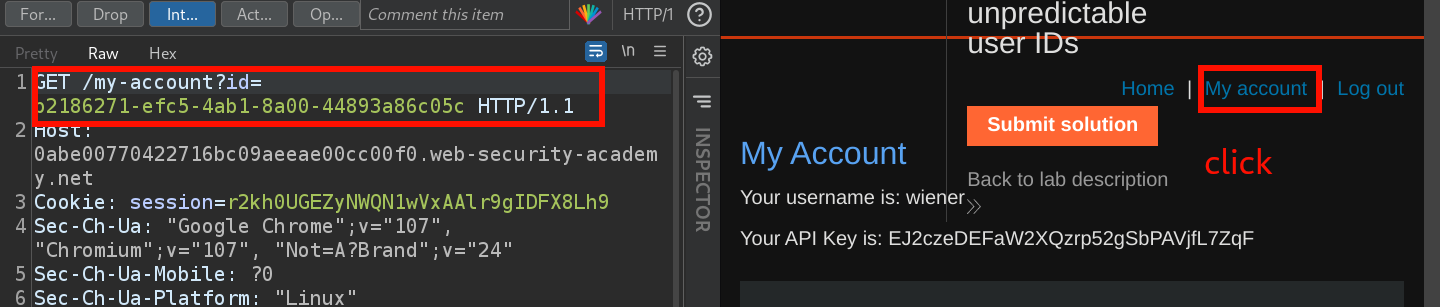 For...
Drop
Int...
Act...
Op...
Comment this item
HTTP/1
?
Pretty
Raw
Hex
\n
1 GET /my-account?id=
b2186271-efc5-4ab1-8a00-44893a86c05c HTTP/1.1
2 Host:
0abe00770422716bc09aeeae00cc00f0.web-security-academ
y.net
3 Cookie: session=r2kh0UGEZyNWQN1wVxAAlr9gIDFX8Lh9
4 Sec-Ch-Ua: "Google Chrome";v="107",
"Chromium";v="107", "Not=A?Brand";v="24"
5 Sec-Ch-Ua-Mobile: ?0
6 Sec-Ch-Ua-Platform: "Linux"
INSPECTOR
unpredictable
user IDs
Home | My account | Log out
Submit solution
My Account
click
Back to lab description
Your username is: wiener
Your API Key is: EJ2czeDEFaW2XQzrp52gSbPAVjfL7ZqF